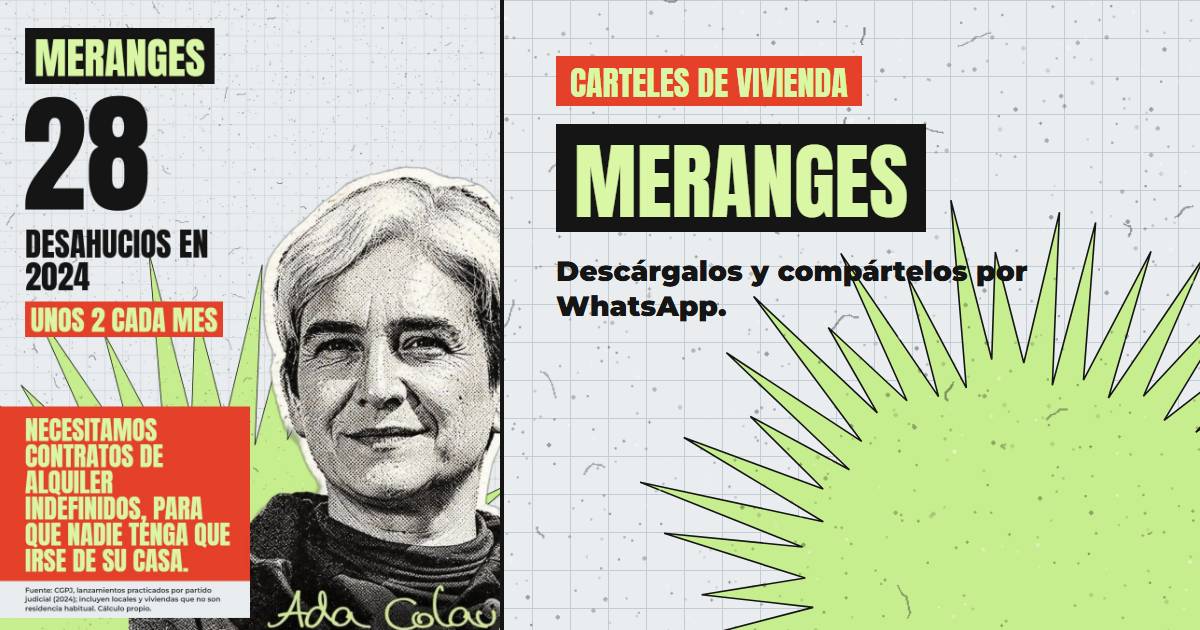 MERANGES
28
DESAHUCIOS EN
2024
UNOS 2 CADA MES
NECESITAMOS
CONTRATOS DE
ALQUILER
INDEFINIDOS, PARA
QUE NADIE TENGA QUE
IRSE DE SU CASA.
Fuente: CGPJ, lanzamientos practicados por partido
judicial (2024); incluyen locales y viviendas que no son
residencia habitual. Cálculo propio.
Ada Colau
CARTELES DE VIVIENDA
MERANGES
Descárgalos y compártelos por
WhatsApp.